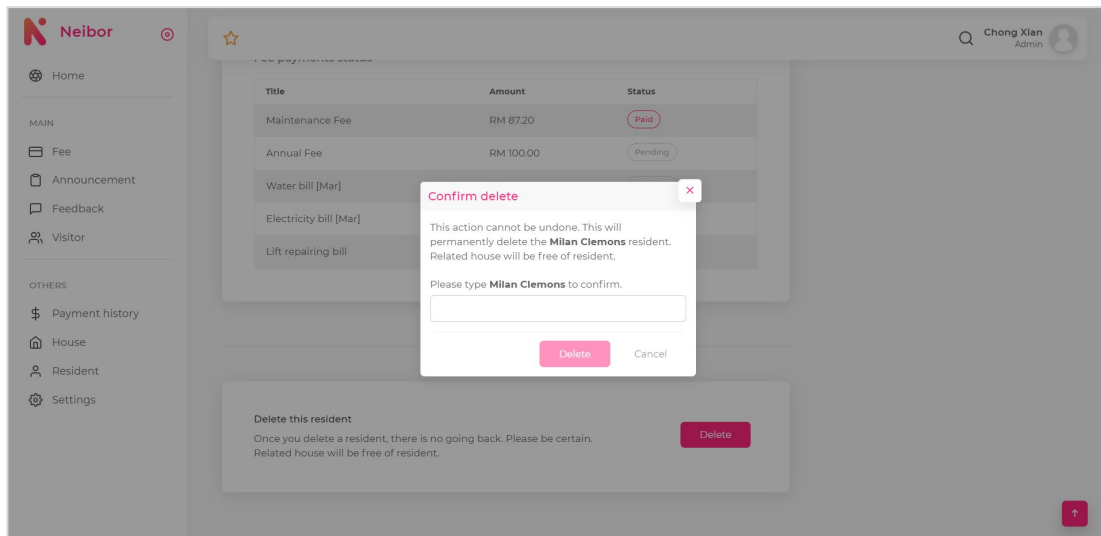 Neibor
Chong Xian
Admin
Home
MAIN
Fee
Announcement
Feedback
Visitor
OTHERS
Payment history
House
Resident
Settings
Fee payments status
Title Amount Status
Maintenance Fee RM 87.20 Paid
Annual Fee RM 100.00 Pending
Water bill [Mar]
Electricity bill [Mar]
Lift repairing bill
Confirm delete
This action cannot be undone. This will
permanently delete the Milan Clemons resident.
Related house will be free of resident.
Please type Milan Clemons to confirm.
Delete Cancel
Delete this resident
Once you delete a resident, there is no going back. Please be certain.
Related house will be free of resident.
Delete